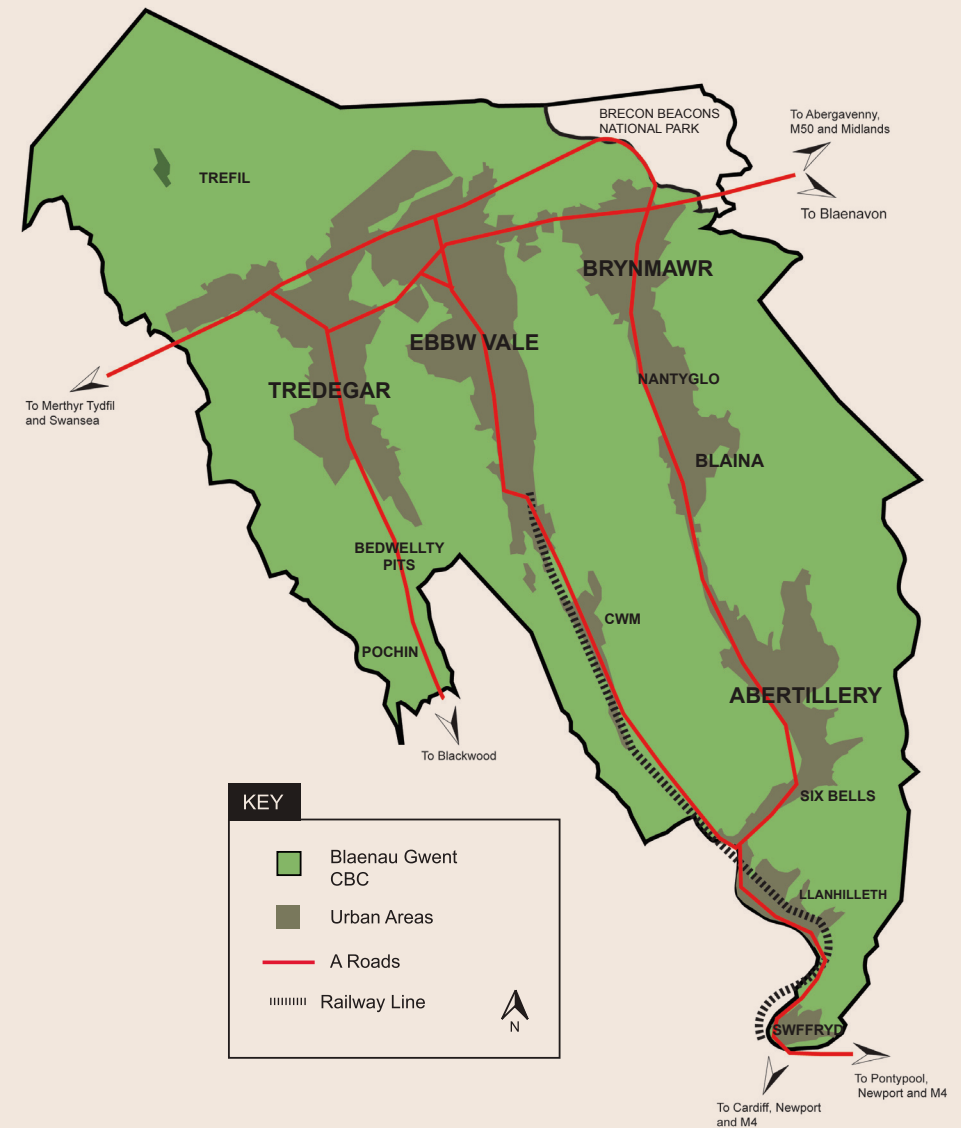 BRECON BEACONS
NATIONAL PARK
To Abergavenny,
M50 and Midlands
To Blaenavon
TREFIL
BRYNMAWR
EBBW VALE
NANTYGLO
TREDEGAR
To Merthyr Tydfil
and Swansea
BLAINA
BEDWELLTY
PITS
CWM
POCHIN
ABERTILLERY
To Blackwood
SIX BELLS
LLANHILLETH
SWFFRYD
To Pontypool,
Newport and M4
To Cardiff, Newport
and M4
KEY
Blaenau Gwent
CBC
Urban Areas
A Roads
Railway Line
N